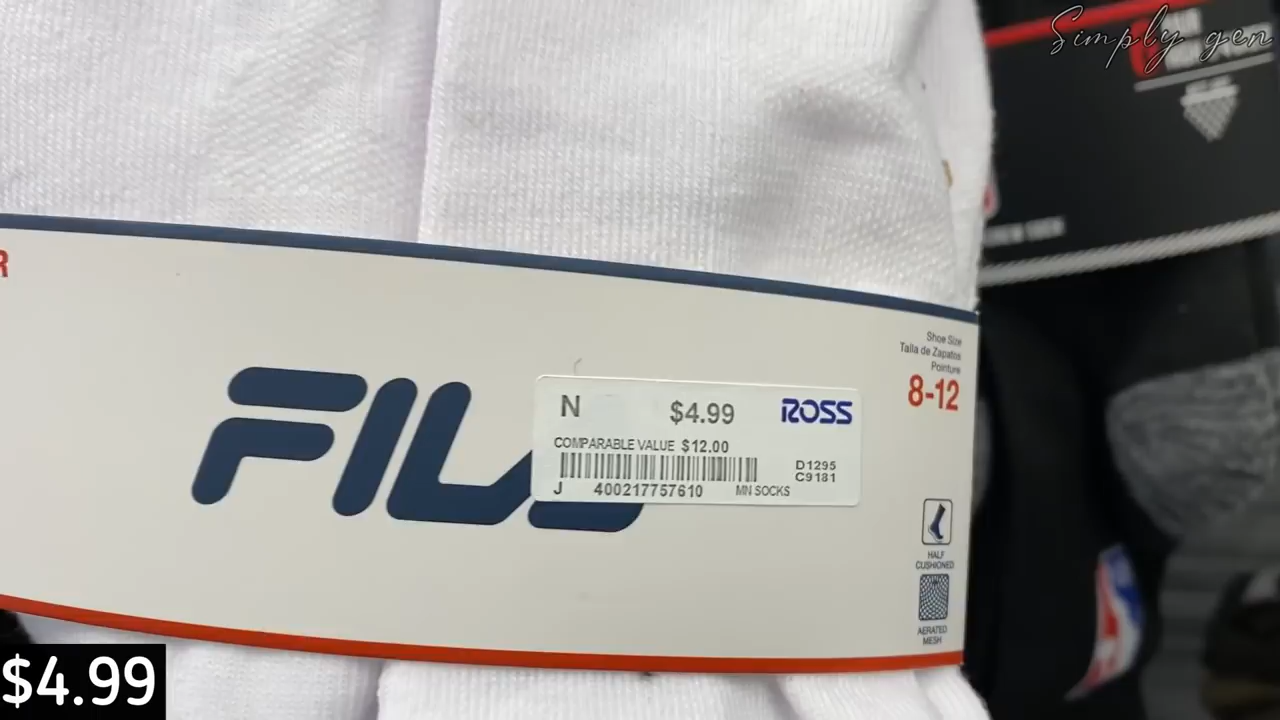 Simply gen
R
Shoe Size
Talla de Zapatos
Pointure
8-12
FILA
N $4.99 ROSS
COMPARABLE VALUE $12.00
D1295
C9181
J 400217757610 MN SOCKS
HALF
CUSHIONED
AERATED
MESH
$4.99